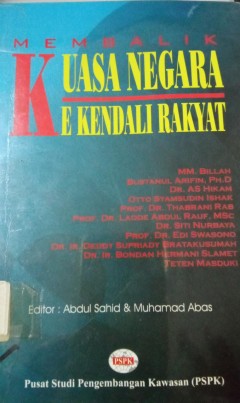 MEMBALIK
KUASA NEGARA
KE KENDALI RAKYAT
MM. BILLAH
BUSTANUL ARIFIN, PH.D
DR. AS HIKAM
OTTO SYAMSUDIN ISHAK
PROF. DR. THABRANI RAB
PROF. DR. LAODE ABDUL RAUF, MSC
DR. SITI NURBAYA
PROF. DR. EDI SWASONO
DR. IR. DEDDY SUPRIADY BRATAKUSUMAH
DR. IR. BONDAN HERMANI SLAMET
TETEN MASDUKI
Editor : Abdul Sahid & Muhamad Abas
PSPK
Pusat Studi Pengembangan Kawasan (PSPK)